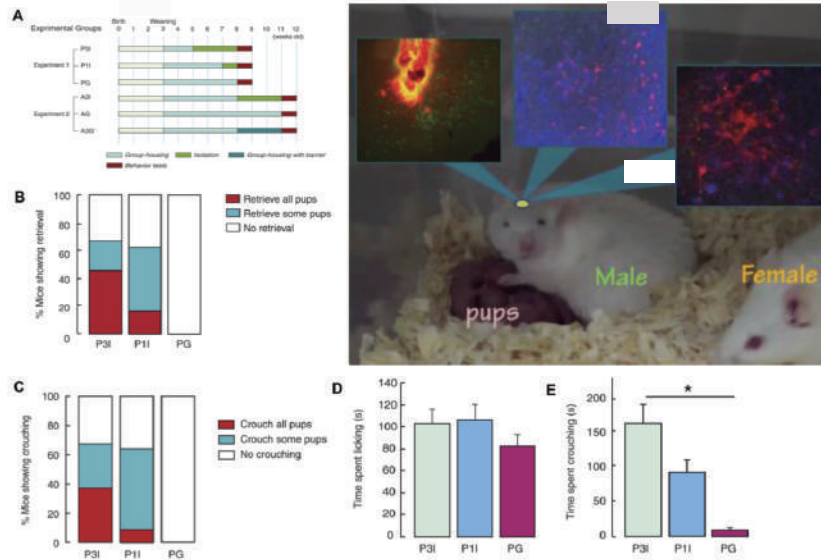 A
Birth Weaning
Exprimental Groups 0 1 2 3 4 5 6 7 8 9 10 11 12
(weeks old)
P3I
Experiment 1 P1I
PG
A2I
Experiment 2 AG
Group-housing Isolation Group-housing with barrier
Behavior tests
B
% Mice showing retrieval
100
80
60
40
20
0
P3I P1I PG
Retrieve all pups
Retrieve some pups
No retrieval
pups
Male
Female
C
% Mice showing crouching
100
80
60
40
20
0
P3I P1I PG
Crouch all pups
Crouch some pups
No crouching
D
Time spent licking (s)
140
120
100
80
60
40
20
0
P3I P1I PG
E
Time spent crouching (s)
200
150
100
50
0
*
P3I P1I PG